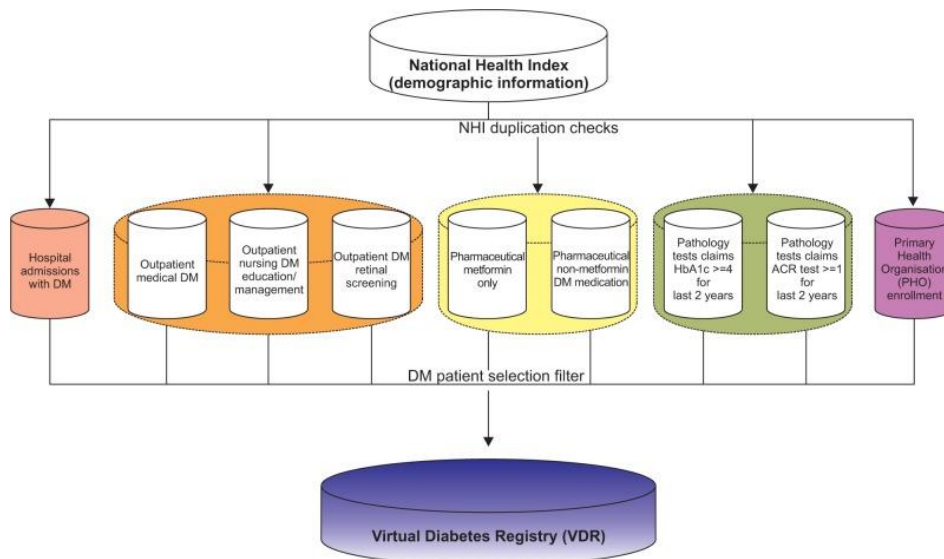 National Health Index
(demographic information)
NHI duplication checks
Hospital
admissions
with DM
Outpatient
medical DM
Outpatient
nursing DM
education/
management
Outpatient DM
retinal
screening
Pharmaceutical
metformin
only
Pharmaceutical
non-metformin
DM medication
Pathology
tests claims
HbA1c >=4
for
last 2 years
Pathology
tests claims
ACR test >=1
for
last 2 years
Primary
Health
Organisation
(PHO)
enrollment
DM patient selection filter
Virtual Diabetes Registry (VDR)